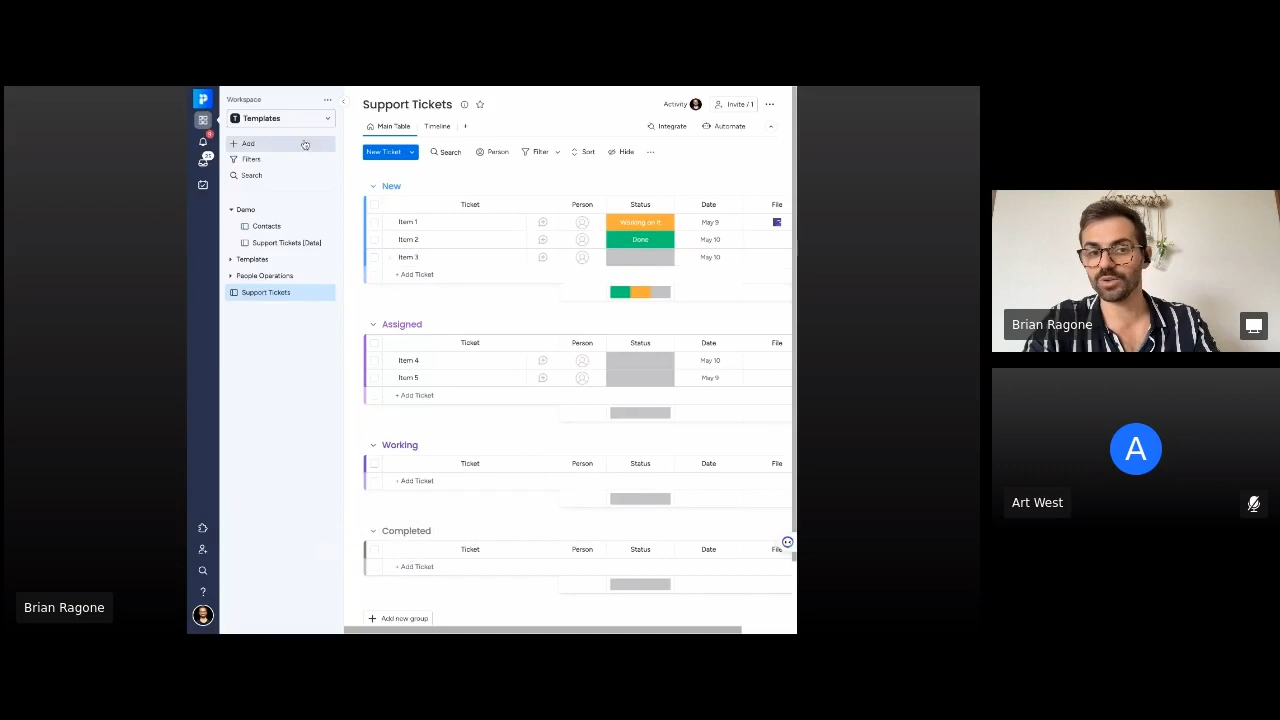 Workspace
Templates
Add
Filters
Search
Demo
Contacts
Support Tickets [Data]
Templates
People Operations
Support Tickets
Support Tickets
Activity
Invite / 1
Main Table
Timeline
+
Integrate
Automate
New Ticket
Search
Person
Filter
Sort
Hide
New
Ticket Person Status Date File
Item 1 Working on it May 9
Item 2 Done May 10
Item 3 May 10
+ Add Ticket
Assigned
Ticket Person Status Date File
Item 4 May 10
Item 5 May 9
+ Add Ticket
Working
Ticket Person Status Date File
+ Add Ticket
Completed
Ticket Person Status Date File
+ Add Ticket
+ Add new group
?
Brian Ragone
Brian Ragone
A
Art West